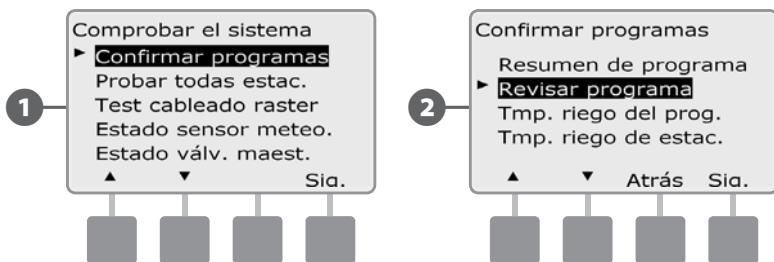 Comprobar el sistema
Confirmar programas
Probar todas estac.
Test cableado raster
Estado sensor meteo.
Estado válv. maest.
Sig.
1
Confirmar programas
Resumen de programa
Revisar programa
Tmp. riego del prog.
Tmp. riego de estac.
Atrás Sig.
2